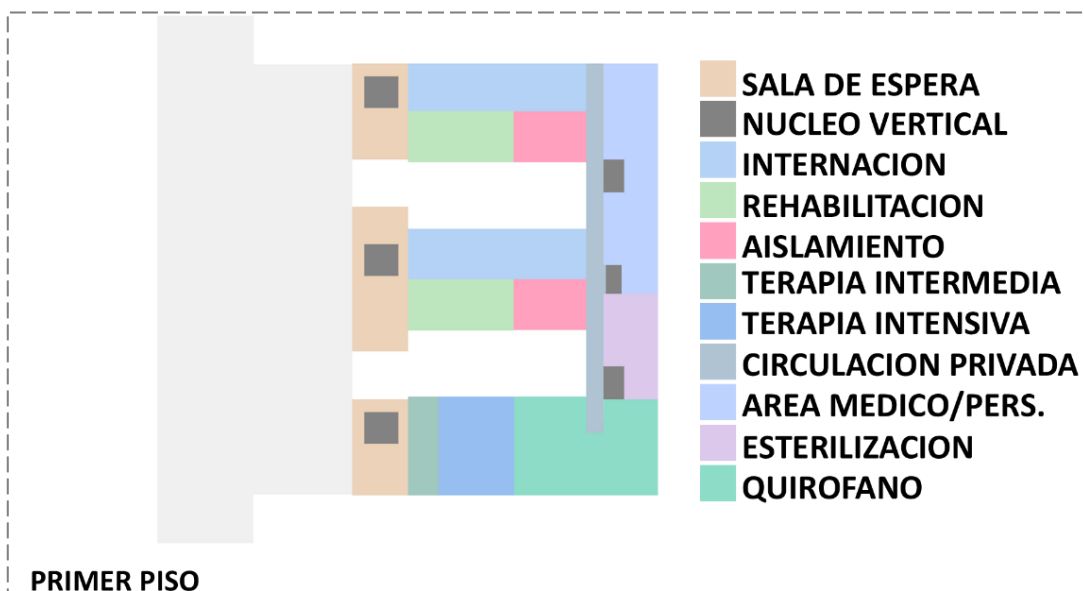 SALA DE ESPERA
NUCLEO VERTICAL
INTERNACION
REHABILITACION
AISLAMIENTO
TERAPIA INTERMEDIA
TERAPIA INTENSIVA
CIRCULACION PRIVADA
AREA MEDICO/PERS.
ESTERILIZACION
QUIROFANO
PRIMER PISO